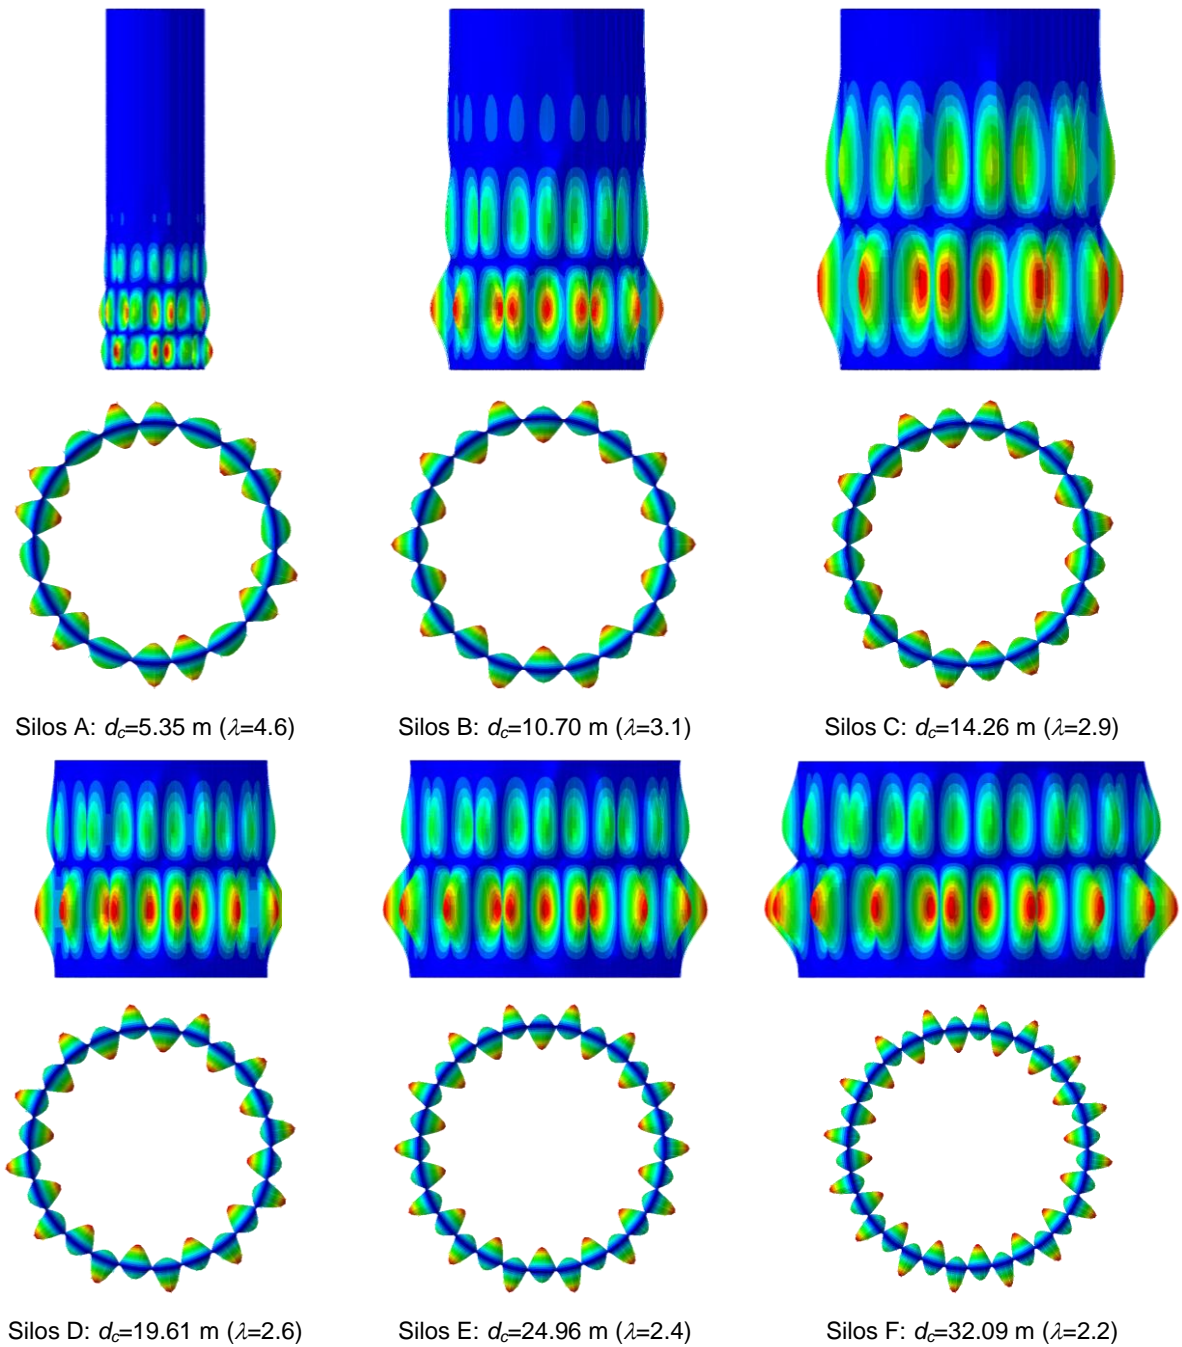 Silos A: dc=5.35 m (λ=4.6)
Silos B: dc=10.70 m (λ=3.1)
Silos C: dc=14.26 m (λ=2.9)
Silos D: dc=19.61 m (λ=2.6)
Silos E: dc=24.96 m (λ=2.4)
Silos F: dc=32.09 m (λ=2.2)